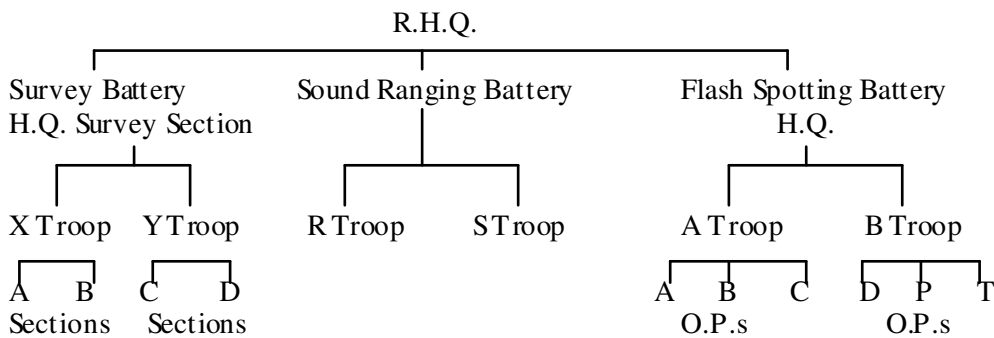 R.H.Q.
Survey Battery Sound Ranging Battery Flash Spotting Battery
H.Q. Survey Section H.Q.
X Troop Y Troop R Troop S Troop A Troop B Troop
A B C D A B C D P T
Sections Sections O.P.s O.P.s